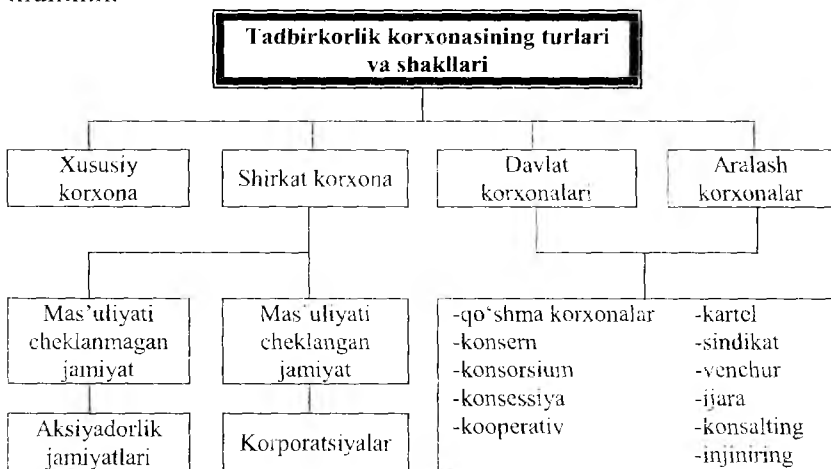 Tadbirkorlik korxonasining turlari
va shakllari
Xususiy
korxona
Shirkat korxona
Davlat
korxonalari
Aralash
korxonalar
Mas'uliyati
cheklanmagan
jamiyat
Mas'uliyati
cheklangan
jamiyat
Aksiyadorlik
jamiyatlari
Korporatsiyalar
-qo‘shma korxonalar
-konsern
-konsorsium
-konsessiya
-kooperativ
-kartel
-sindikat
-venchur
-ijara
-konsalting
-injiniring